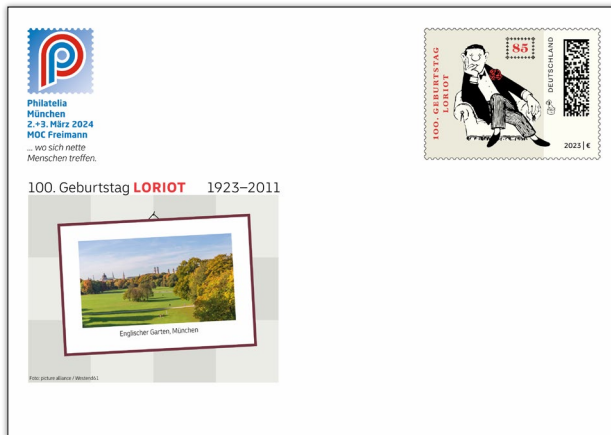 Philatelia
München
2.+3. März 2024
MOC Freimann
... wo sich nette
Menschen treffen.
100. GEBURTSTAG
LORIOT
85
DEUTSCHLAND
2023 | €
100. Geburtstag LORIOT 1923–2011
Englischer Garten, München
Foto: picture alliance / Westend61